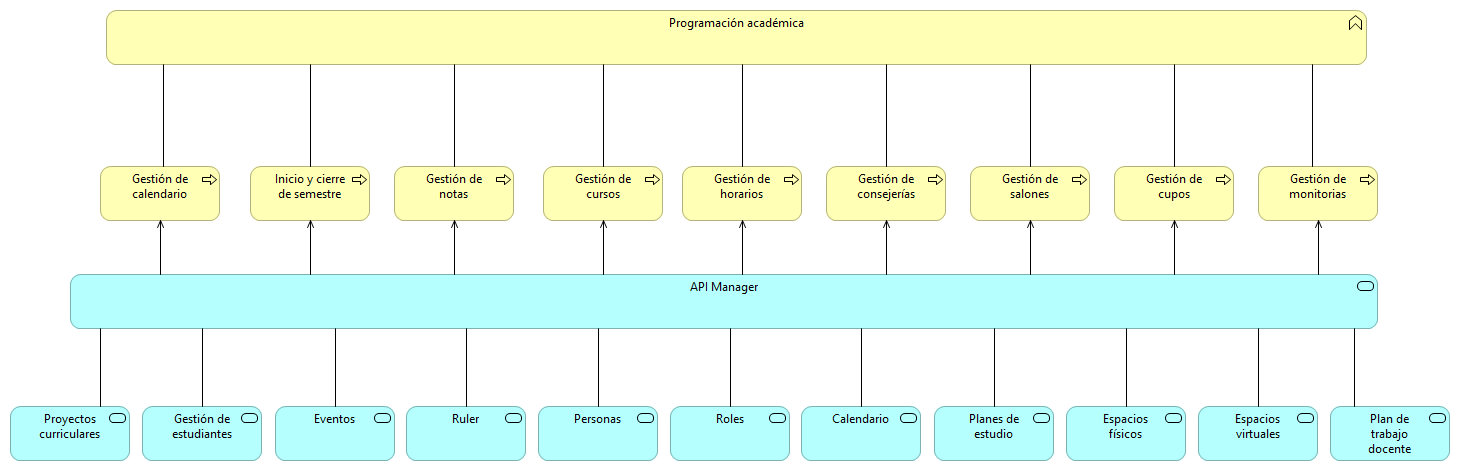 Programación académica
Gestión de
calendario
Inicio y cierre
de semestre
Gestión de
notas
Gestión de
cursos
Gestión de
horarios
Gestión de
consejerías
Gestión de
salones
Gestión de
cupos
Gestión de
monitorias
API Manager
Proyectos
curriculares
Gestión de
estudiantes
Eventos
Ruler
Personas
Roles
Calendario
Planes de
estudio
Espacios
físicos
Espacios
virtuales
Plan de
trabajo
docente